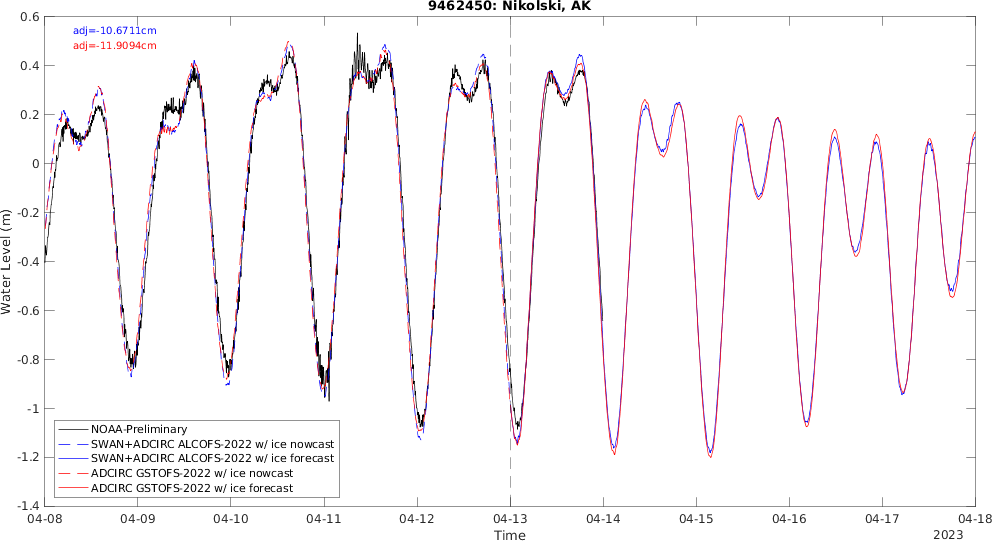 9462450: Nikolski, AK
adj=-10.6711cm
adj=-11.9094cm
0.6
0.4
0.2
0
-0.2
-0.4
-0.6
-0.8
-1
-1.2
-1.4
Water Level (m)
NOAA-Preliminary
SWAN+ADCIRC ALCOFS-2022 w/ ice nowcast
SWAN+ADCIRC ALCOFS-2022 w/ ice forecast
ADCIRC GSTOFS-2022 w/ ice nowcast
ADCIRC GSTOFS-2022 w/ ice forecast
04-08 04-09 04-10 04-11 04-12 04-13 04-14 04-15 04-16 04-17 04-18
Time
2023